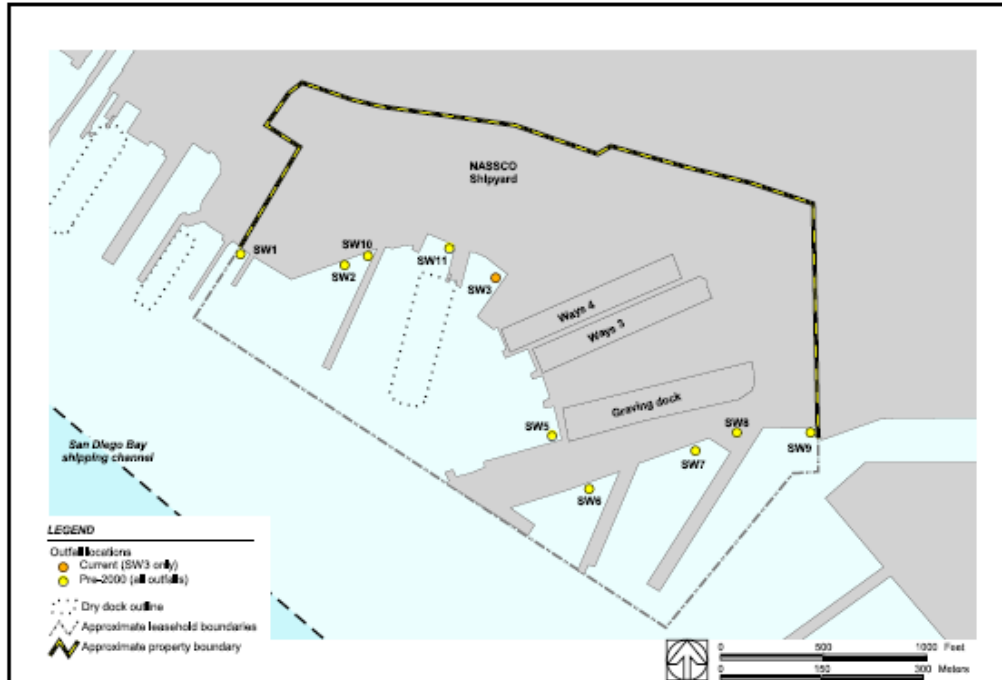 NASSCO
Shipyard
SW1
SW10
SW2
SW11
SW3
Ways 4
Ways 3
Graving dock
SW5
SW8
SW9
SW7
SW6
San Diego Bay
shipping channel
LEGEND
Outfall locations
Current (SW3 only)
Pre-2000 (all outfalls)
Dry dock outline
Approximate leasehold boundaries
Approximate property boundary
0 500 1000 Feet
0 150 300 Meters